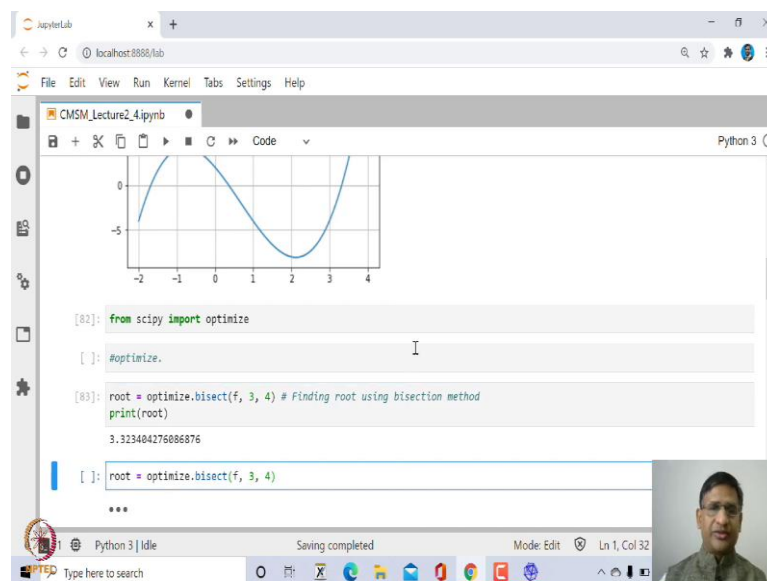 JupyterLab
localhost:8888/lab
File Edit View Run Kernel Tabs Settings Help
CMSM_Lecture2_4.ipynb
Code
Python 3
0
-5
-2 -1 0 1 2 3 4
[82]: from scipy import optimize
[ ]: #optimize.
[83]: root = optimize.bisect(f, 3, 4) # Finding root using bisection method
print(root)
3.323404276086876
[ ]: root = optimize.bisect(f, 3, 4)
1 Python 3 | Idle Saving completed Mode: Edit Ln 1, Col 32
Type here to search